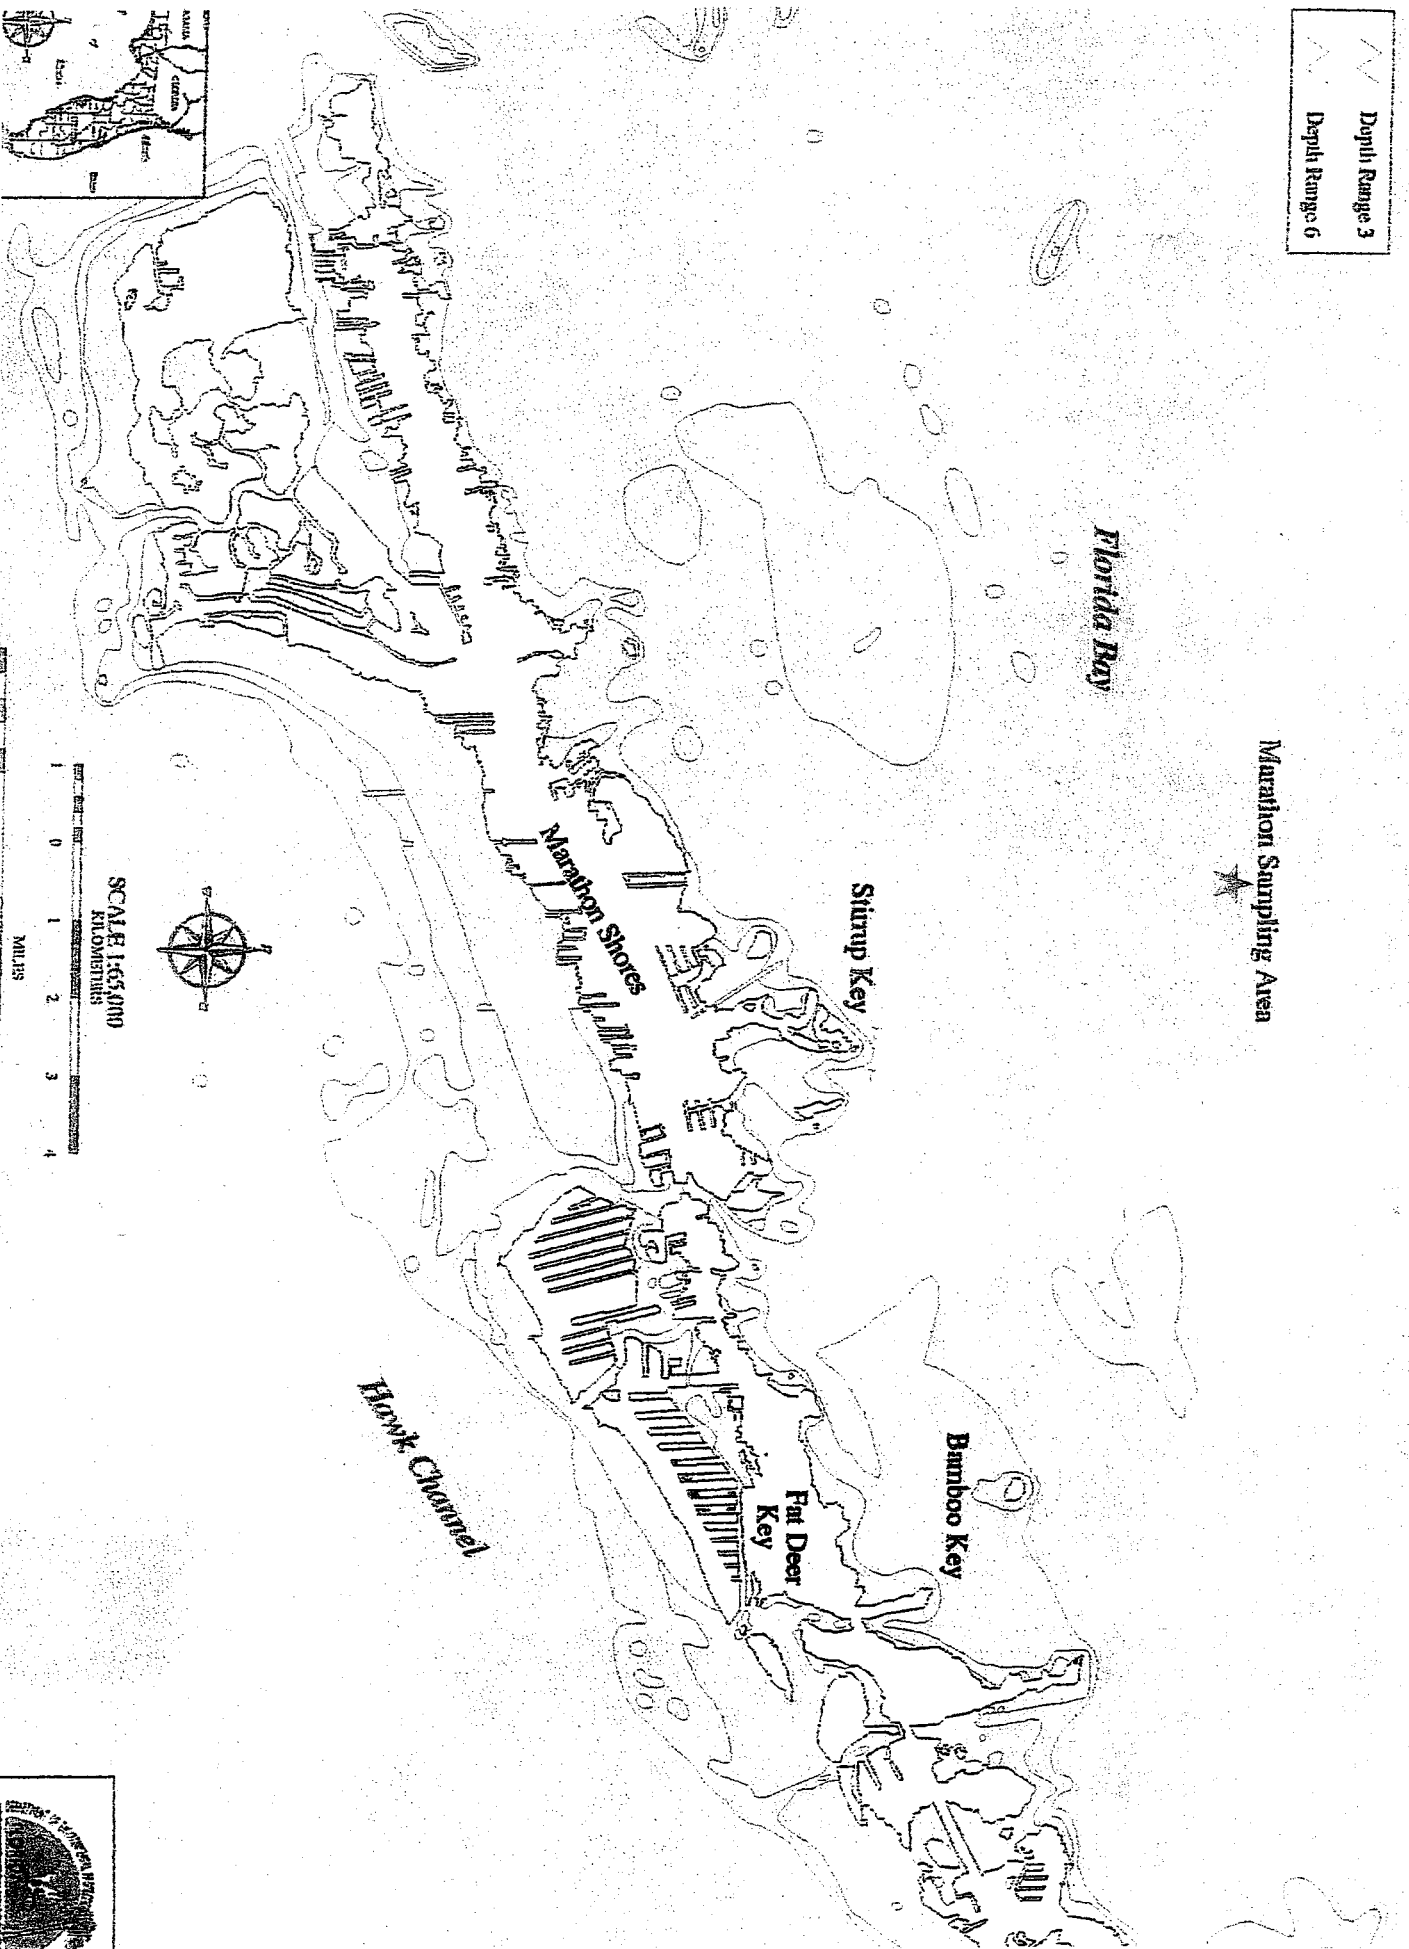 Depth Range 3
Depth Range 6
Marathon Sampling Area
Florida Bay
Stirrup Key
Bamboo Key
Marathon Shores
Fat Deer
Key
Hawk Channel
SCALE 1:65,000
KILOMETERS
1 0 1 2 3 4
MILES